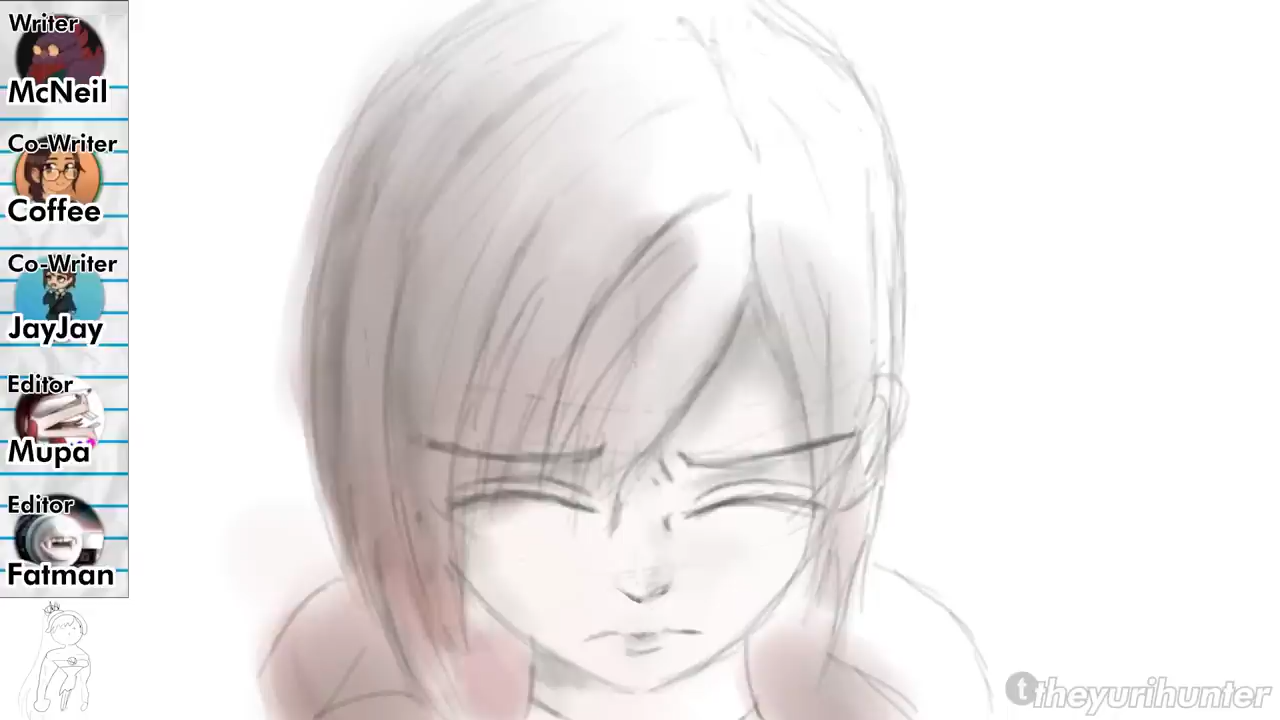 Writer
McNeil
Co-Writer
Coffee
Co-Writer
JayJay
Editor
Mupa
Editor
Fatman
t theyurihunter